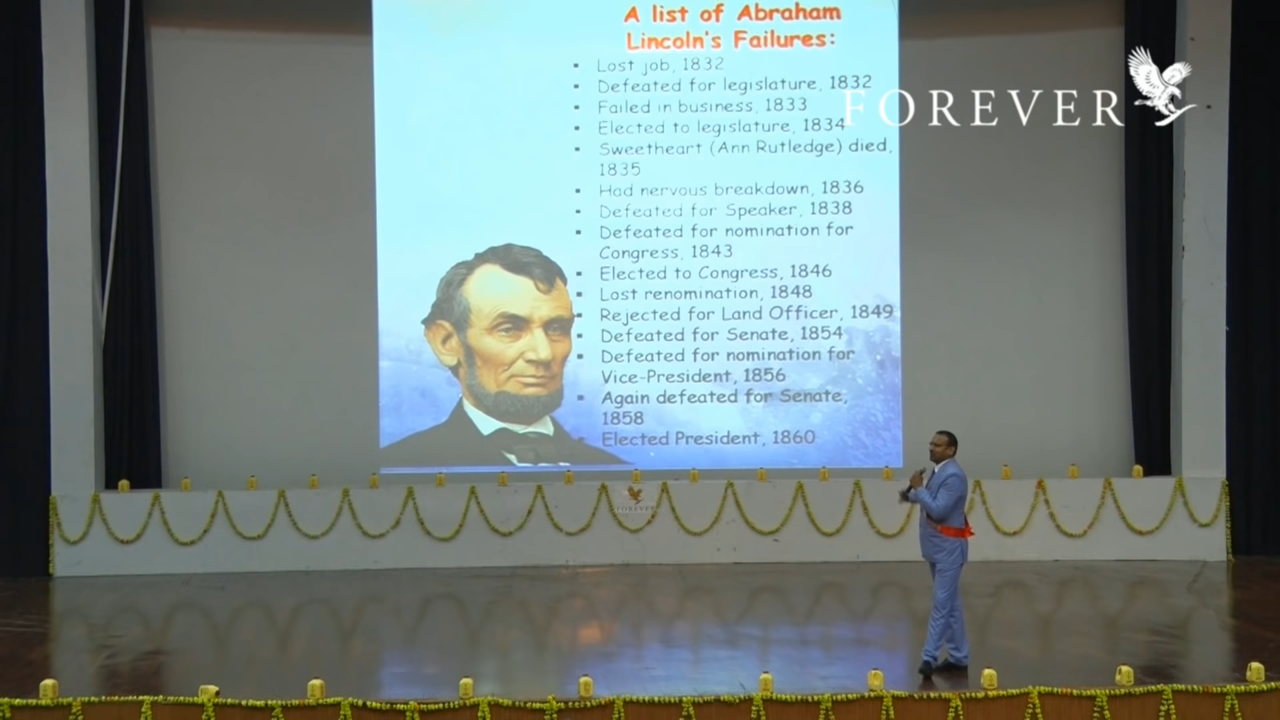 A list of Abraham
Lincoln's Failures:
▪ Lost job, 1832
▪ Defeated for legislature, 1832
▪ Failed in business, 1833
▪ Elected to legislature, 1834
▪ Sweetheart (Ann Rutledge) died,
1835
▪ Had nervous breakdown, 1836
▪ Defeated for Speaker, 1838
▪ Defeated for nomination for
Congress, 1843
▪ Elected to Congress, 1846
▪ Lost renomination, 1848
▪ Rejected for Land Officer, 1849
▪ Defeated for Senate, 1854
▪ Defeated for nomination for
Vice-President, 1856
▪ Again defeated for Senate,
1858
▪ Elected President, 1860
FOREVER
FOREVER